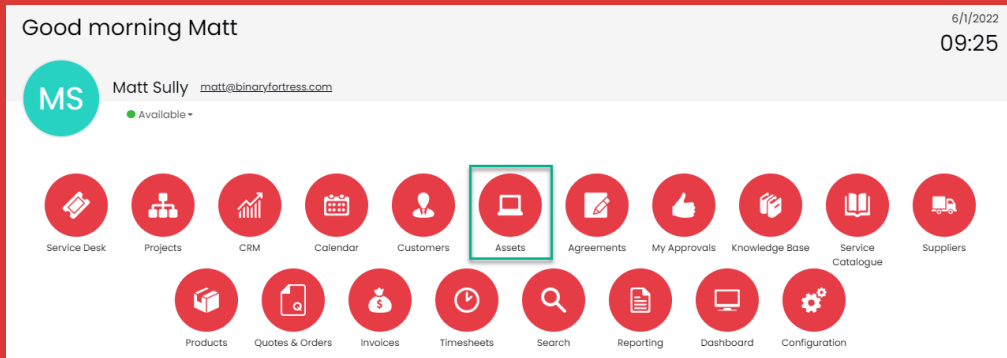 Good morning Matt
6/1/2022
09:25
MS
Matt Sully matt@binaryfortress.com
Available
Service Desk
Projects
CRM
Calendar
Customers
Assets
Agreements
My Approvals
Knowledge Base
Service
Catalogue
Suppliers
Products
Q
Quotes & Orders
$
Invoices
Timesheets
Search
Reporting
Dashboard
Configuration